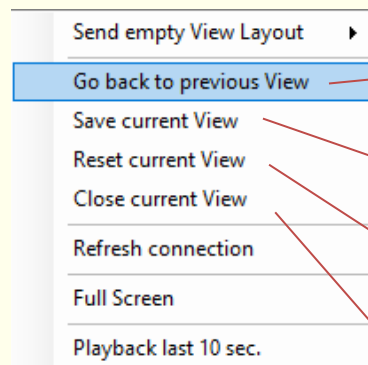 Send empty View Layout
Go back to previous View
Save current View
Reset current View
Close current View
Refresh connection
Full Screen
Playback last 10 sec.